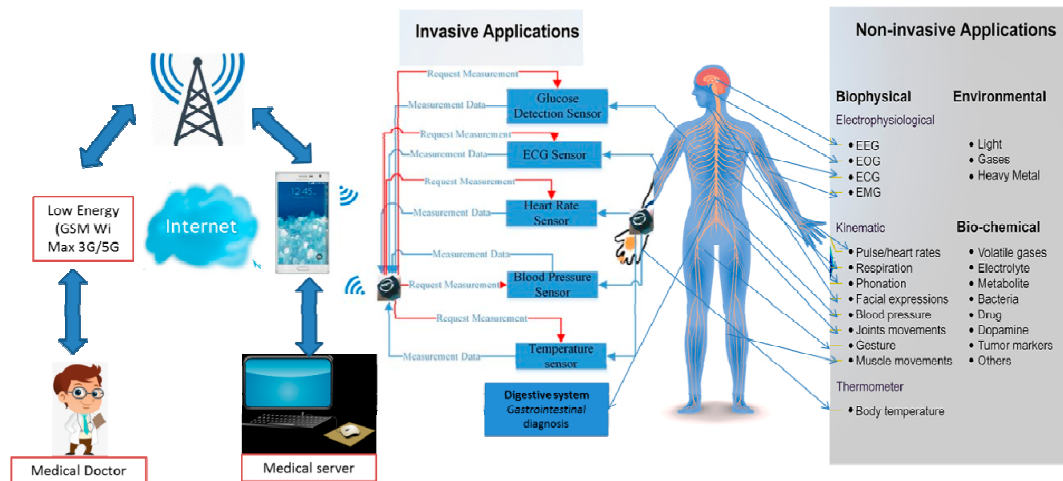 Invasive Applications
Non-invasive Applications
Request Measurement
Measurement Data
Glucose
Detection Sensor
Request Measurement
Measurement Data
ECG Sensor
Request Measurement
Measurement Data
Heart Rate
Sensor
Measurement Data
Request Measurement
Blood Pressure
Sensor
Request Measurement
Measurement Data
Temperature
sensor
Digestive system
Gastrointestinal
diagnosis
Low Energy
(GSM Wi
Max 3G/5G
Internet
12:45
Medical Doctor
Medical server
Biophysical
Electrophysiological
EEG
EOG
ECG
EMG
Kinematic
Pulse/heart rates
Respiration
Phonation
Facial expressions
Blood pressure
Joints movements
Gesture
Muscle movements
Thermometer
Body temperature
Environmental
Light
Gases
Heavy Metal
Bio-chemical
Volatile gases
Electrolyte
Metabolite
Bacteria
Drug
Dopamine
Tumor markers
Others